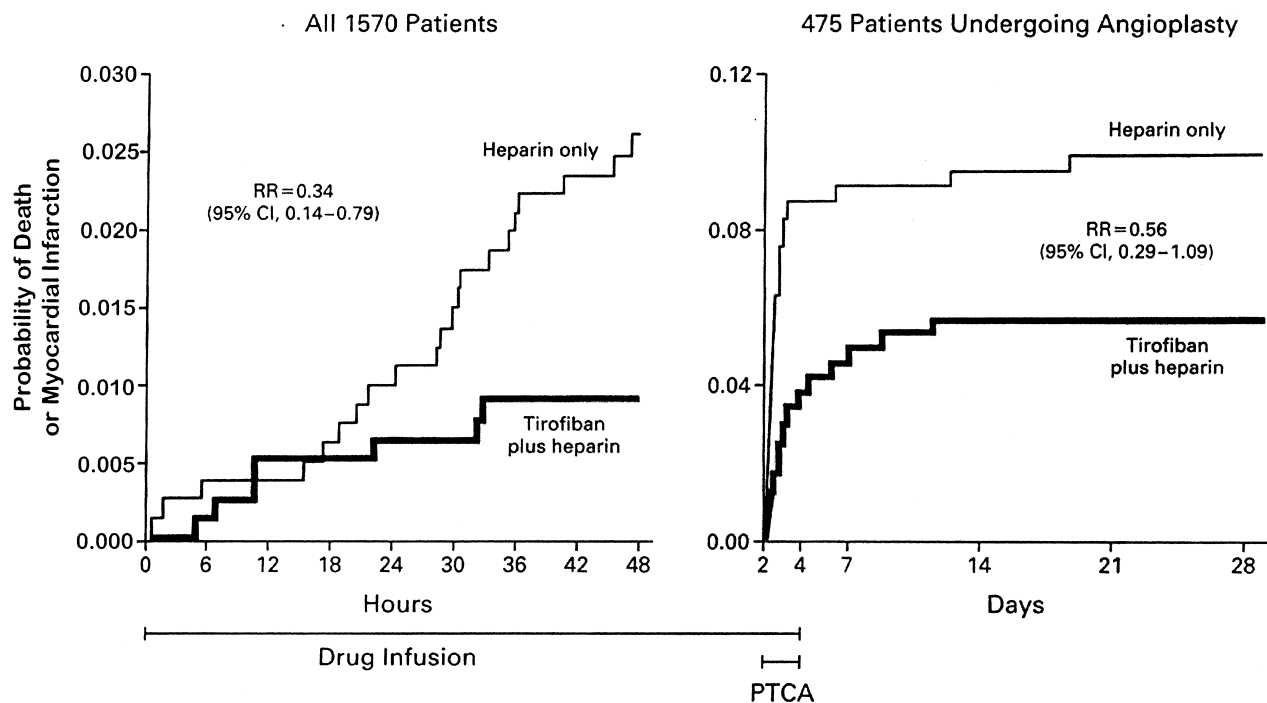 All 1570 Patients
475 Patients Undergoing Angioplasty
Probability of Death
or Myocardial Infarction
0.030
0.025
0.020
0.015
0.010
0.005
0.000
Heparin only
RR=0.34
(95% CI, 0.14–0.79)
Tirofiban
plus heparin
0 6 12 18 24 30 36 42 48
Hours
0.12
0.08
0.04
0.00
Heparin only
RR=0.56
(95% CI, 0.29–1.09)
Tirofiban
plus heparin
2 4 7 14 21 28
Days
Drug Infusion
PTCA